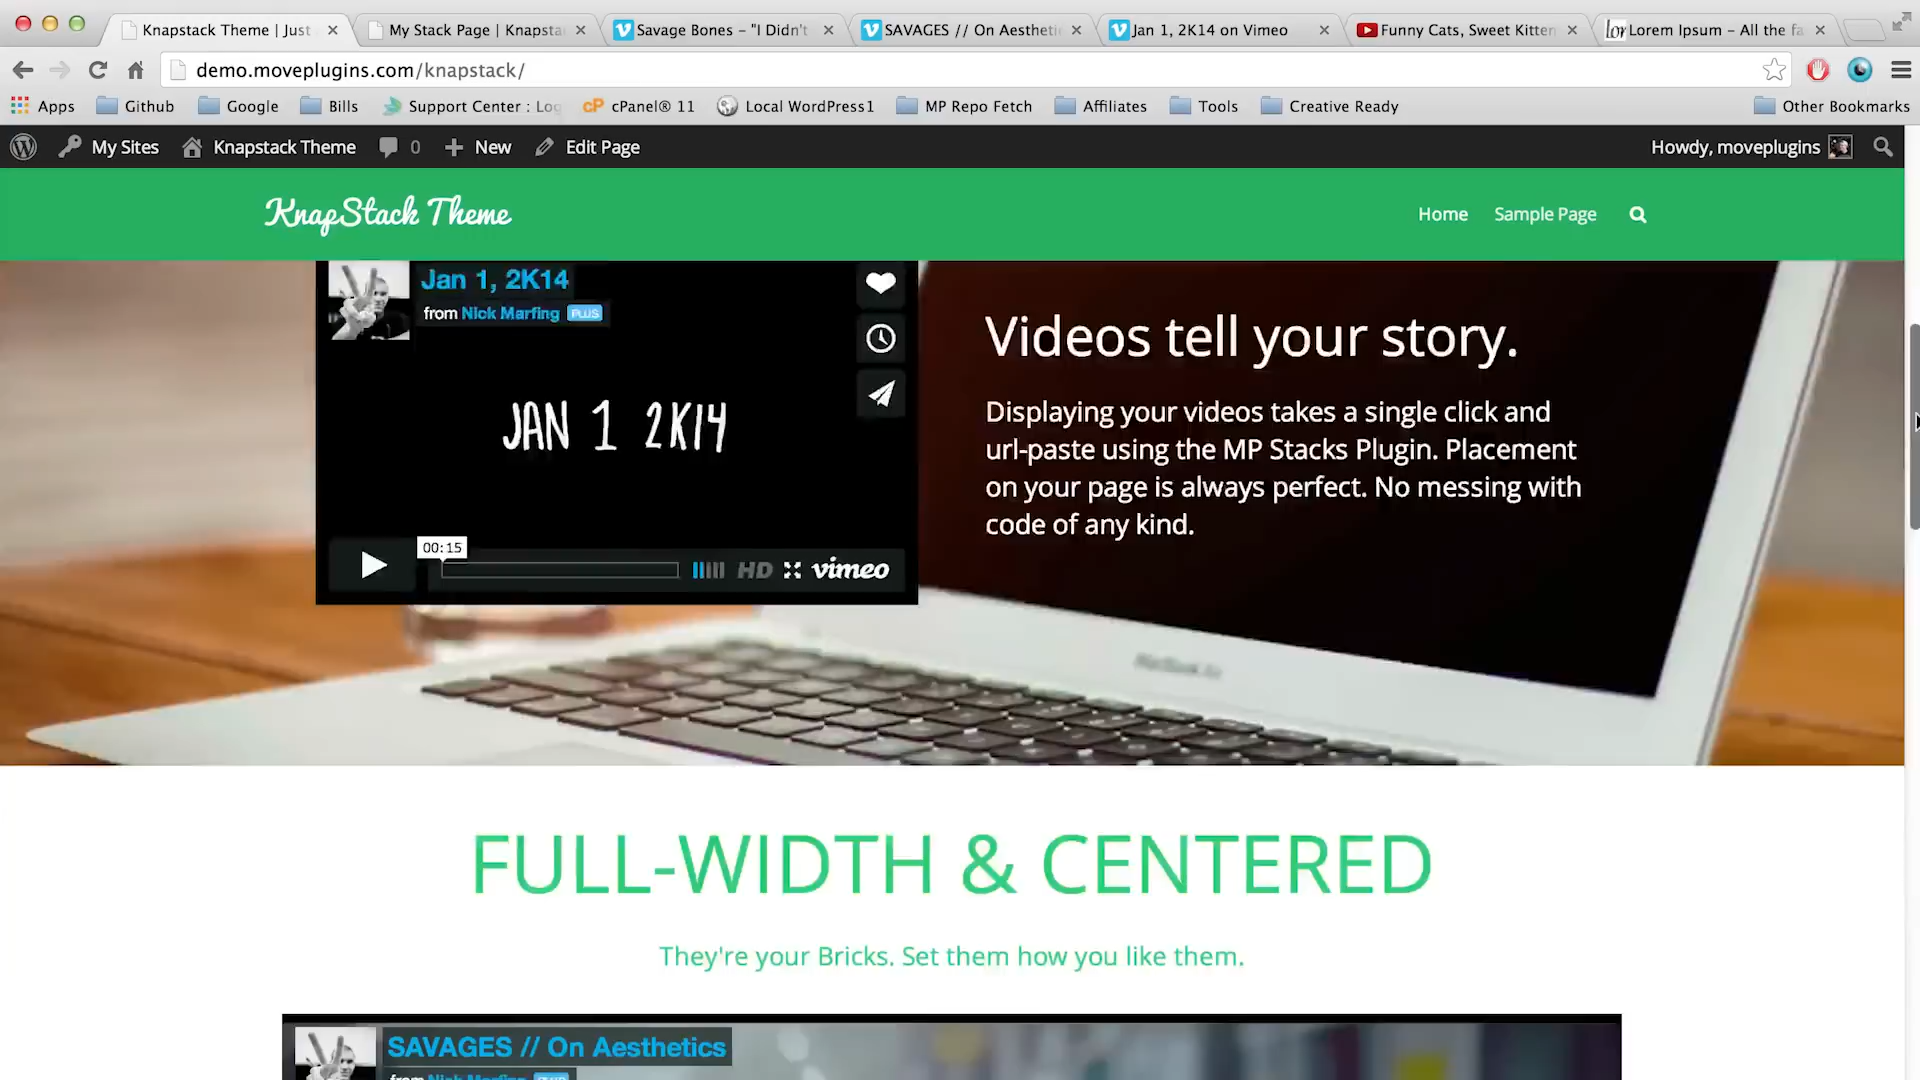 Knapstack Theme | Just
My Stack Page | Knapsta
Savage Bones - "I Didn't
SAVAGES // On Aestheti
Jan 1, 2K14 on Vimeo
Funny Cats, Sweet Kitten
Lorem Ipsum - All the fa
demo.moveplugins.com/knapstack/
Apps
Github
Google
Bills
Support Center : Log
cPanel® 11
Local WordPress1
MP Repo Fetch
Affiliates
Tools
Creative Ready
Other Bookmarks
My Sites
Knapstack Theme
0
New
Edit Page
Howdy, moveplugins
KnapStack Theme
Home
Sample Page
Jan 1, 2K14
from Nick Marfing PLUS
JAN 1 2K14
00:15
HD
vimeo
Videos tell your story.
Displaying your videos takes a single click and
url-paste using the MP Stacks Plugin. Placement
on your page is always perfect. No messing with
code of any kind.
MacBook Air
FULL-WIDTH & CENTERED
They're your Bricks. Set them how you like them.
SAVAGES // On Aesthetics
from Nick Marfing